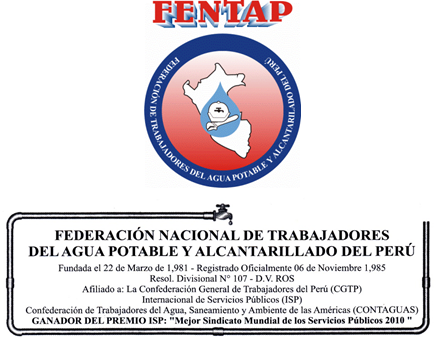 FENTAP
FEDERACIÓN DE TRABAJADORES DEL AGUA POTABLE Y ALCANTARILLADO DEL PERÚ
FEDERACIÓN NACIONAL DE TRABAJADORES
DEL AGUA POTABLE Y ALCANTARILLADO DEL PERÚ
Fundada el 22 de Marzo de 1,981 - Registrado Oficialmente 06 de Noviembre 1,985
Resol. Divisional N° 107 - D.V. ROS
Afiliado a: La Confederación General de Trabajadores del Perú (CGTP)
Internacional de Servicios Públicos (ISP)
Confederación de Trabajadores del Agua, Saneamiento y Ambiente de las Américas (CONTAGUAS)
GANADOR DEL PREMIO ISP: "Mejor Sindicato Mundial de los Servicios Públicos 2010 "